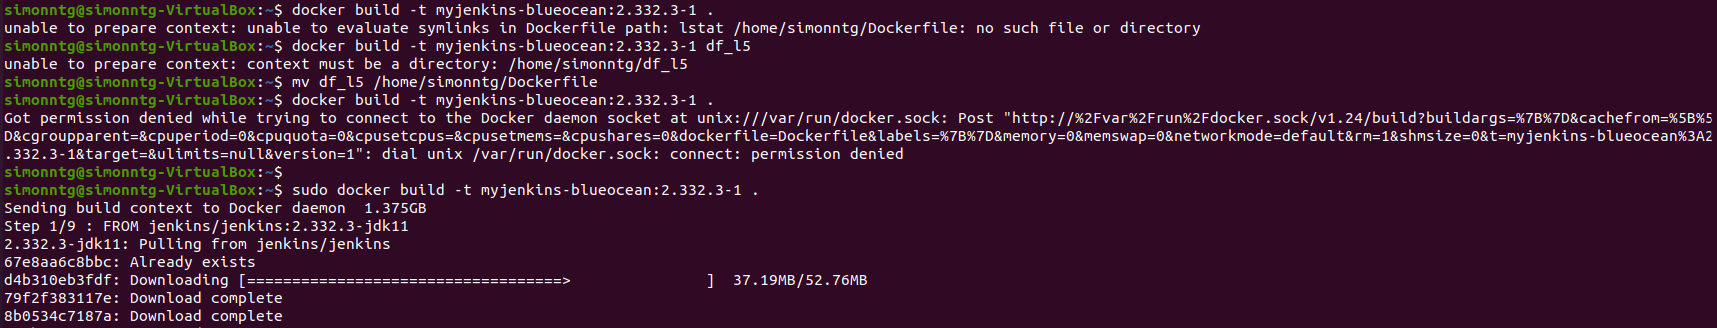 simonntg@simonntg-VirtualBox:~$ docker build -t myjenkins-blueocean:2.332.3-1 .
unable to prepare context: unable to evaluate symlinks in Dockerfile path: lstat /home/simonntg/Dockerfile: no such file or directory
simonntg@simonntg-VirtualBox:~$ docker build -t myjenkins-blueocean:2.332.3-1 df_l5
unable to prepare context: context must be a directory: /home/simonntg/df_l5
simonntg@simonntg-VirtualBox:~$ mv df_l5 /home/simonntg/Dockerfile
simonntg@simonntg-VirtualBox:~$ docker build -t myjenkins-blueocean:2.332.3-1 .
Got permission denied while trying to connect to the Docker daemon socket at unix:///var/run/docker.sock: Post "http://%2Fvar%2Frun%2Fdocker.sock/v1.24/build?buildargs=%7B%7D&cachefrom=%5B%5
D&cgroupparent=&cpuperiod=0&cpuquota=0&cpusetcpus=&cpusetmems=&cpushares=0&dockerfile=Dockerfile&labels=%7B%7D&memory=0&memswap=0&networkmode=default&rm=1&shmsize=0&t=myjenkins-blueocean%3A2
.332.3-1&target=&ulimits=null&version=1": dial unix /var/run/docker.sock: connect: permission denied
simonntg@simonntg-VirtualBox:~$
simonntg@simonntg-VirtualBox:~$ sudo docker build -t myjenkins-blueocean:2.332.3-1 .
Sending build context to Docker daemon  1.375GB
Step 1/9 : FROM jenkins/jenkins:2.332.3-jdk11
2.332.3-jdk11: Pulling from jenkins/jenkins
67e8aa6c8bbc: Already exists
d4b310eb3fdf: Downloading [===================================>                ]  37.19MB/52.76MB
79f2f383117e: Download complete
8b0534c7187a: Download complete